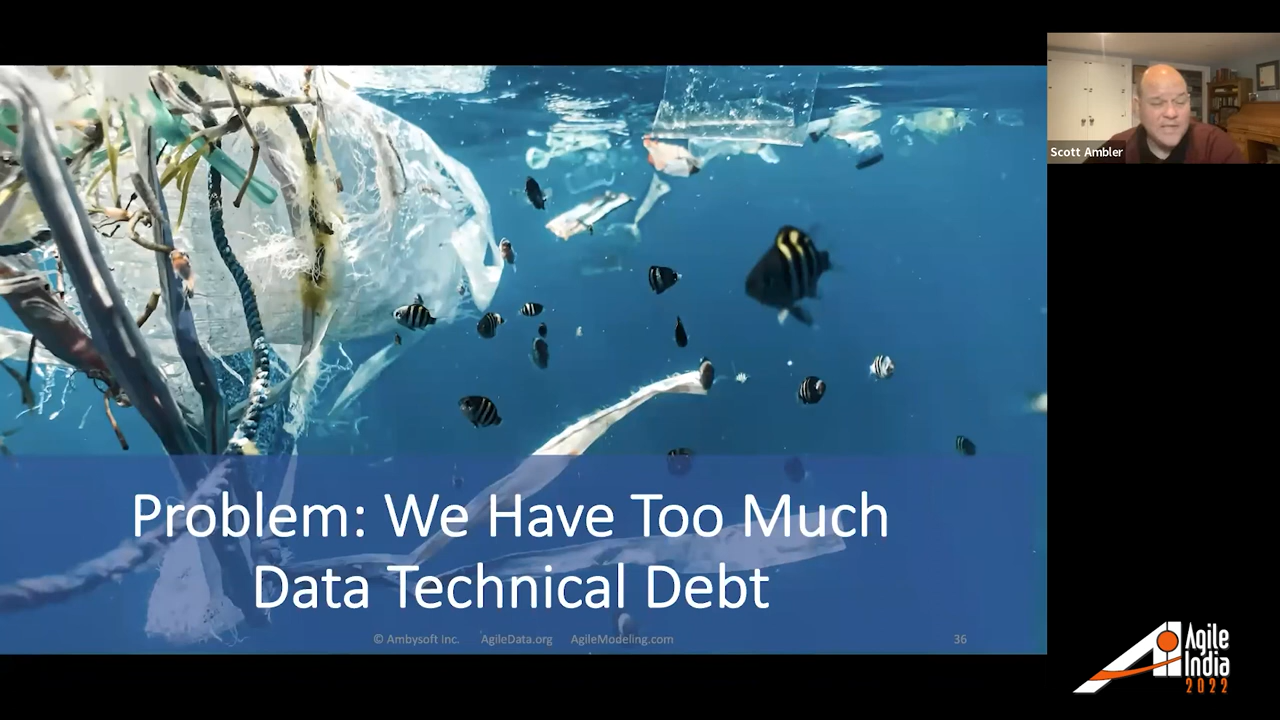 Scott Ambler
Problem: We Have Too Much
Data Technical Debt
© Ambysoft Inc. AgileData.org AgileModeling.com 36
Agile
India
2022